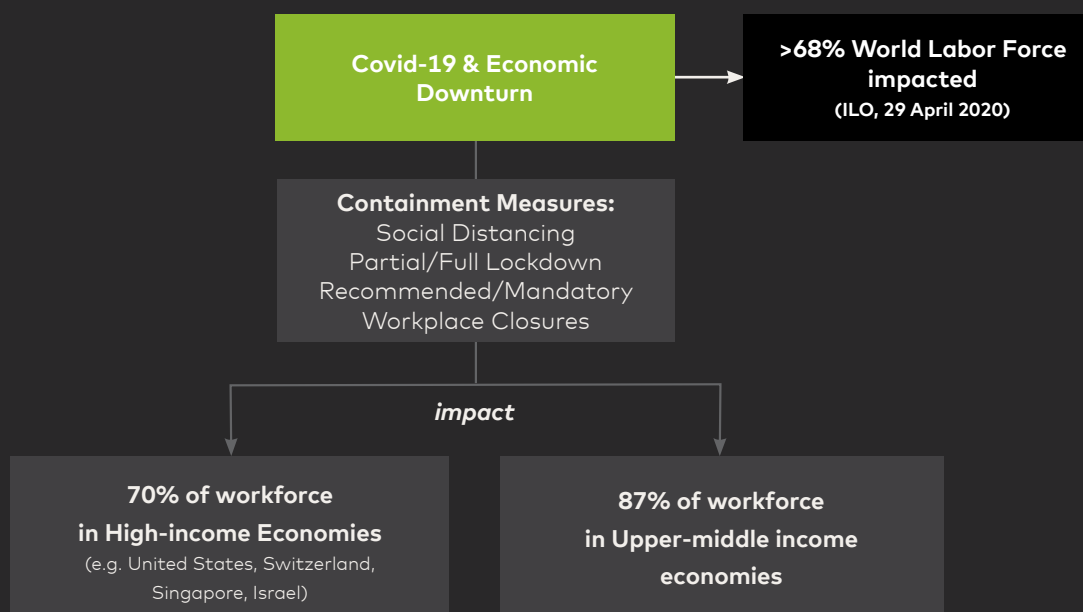 Covid-19 & Economic
Downturn
>68% World Labor Force
impacted
(ILO, 29 April 2020)
Containment Measures:
Social Distancing
Partial/Full Lockdown
Recommended/Mandatory
Workplace Closures
impact
70% of workforce
in High-income Economies
(e.g. United States, Switzerland,
Singapore, Israel)
87% of workforce
in Upper-middle income
economies